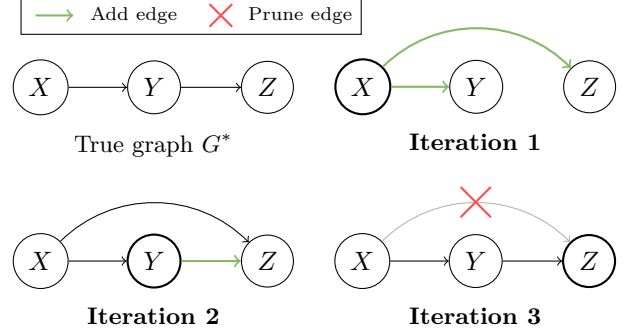 Add edge Prune edge
X Y Z
True graph G*
X Y Z
Iteration 1
X Y Z
Iteration 2
X Y Z
Iteration 3